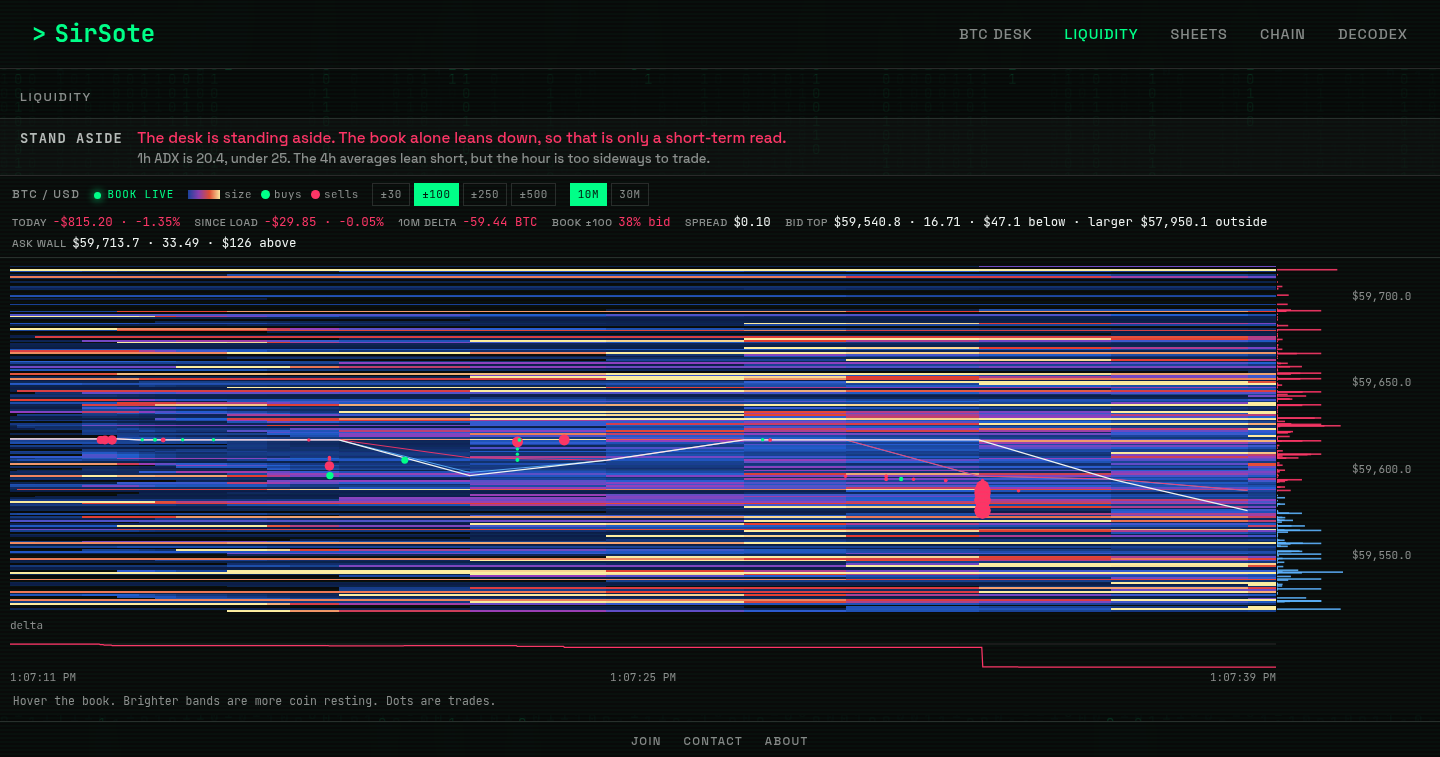 > SirSote
BTC DESK LIQUIDITY SHEETS CHAIN DECODEX
LIQUIDITY
STAND ASIDE The desk is standing aside. The book alone leans down, so that is only a short-term read.
1h ADX is 20.4, under 25. The 4h averages lean short, but the hour is too sideways to trade.
BTC / USD BOOK LIVE size buys sells ±30 ±100 ±250 ±500 10M 30M
TODAY -$815.20 · -1.35% SINCE LOAD -$29.85 · -0.05% 10M DELTA -59.44 BTC BOOK ±100 38% bid SPREAD $0.10 BID TOP $59,540.8 · 16.71 · $47.1 below · larger $57,950.1 outside
ASK WALL $59,713.7 · 33.49 · $126 above
$59,700.0
$59,650.0
$59,600.0
$59,550.0
delta
1:07:11 PM 1:07:25 PM 1:07:39 PM
Hover the book. Brighter bands are more coin resting. Dots are trades.
JOIN CONTACT ABOUT